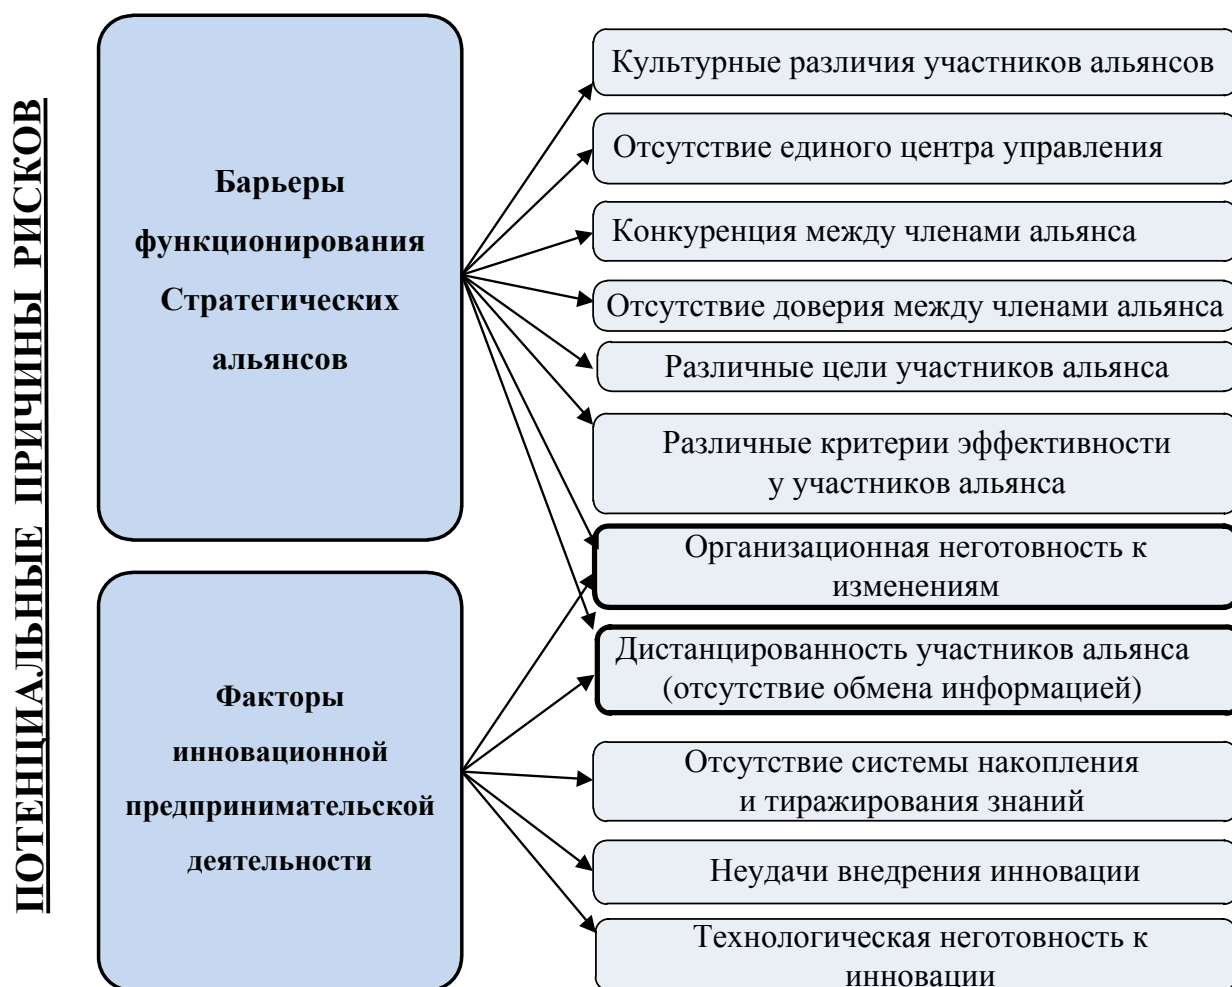 ПОТЕНЦИАЛЬНЫЕ ПРИЧИНЫ РИСКОВ
Барьеры
функционирования
Стратегических
альянсов
Культурные различия участников альянсов
Отсутствие единого центра управления
Конкуренция между членами альянса
Отсутствие доверия между членами альянса
Различные цели участников альянса
Различные критерии эффективности
у участников альянса
Организационная неготовность к
изменениям
Дистанцированность участников альянса
(отсутствие обмена информацией)
Факторы
инновационной
предпринимательской
деятельности
Отсутствие системы накопления
и тиражирования знаний
Неудачи внедрения инновации
Технологическая неготовность к
инновации